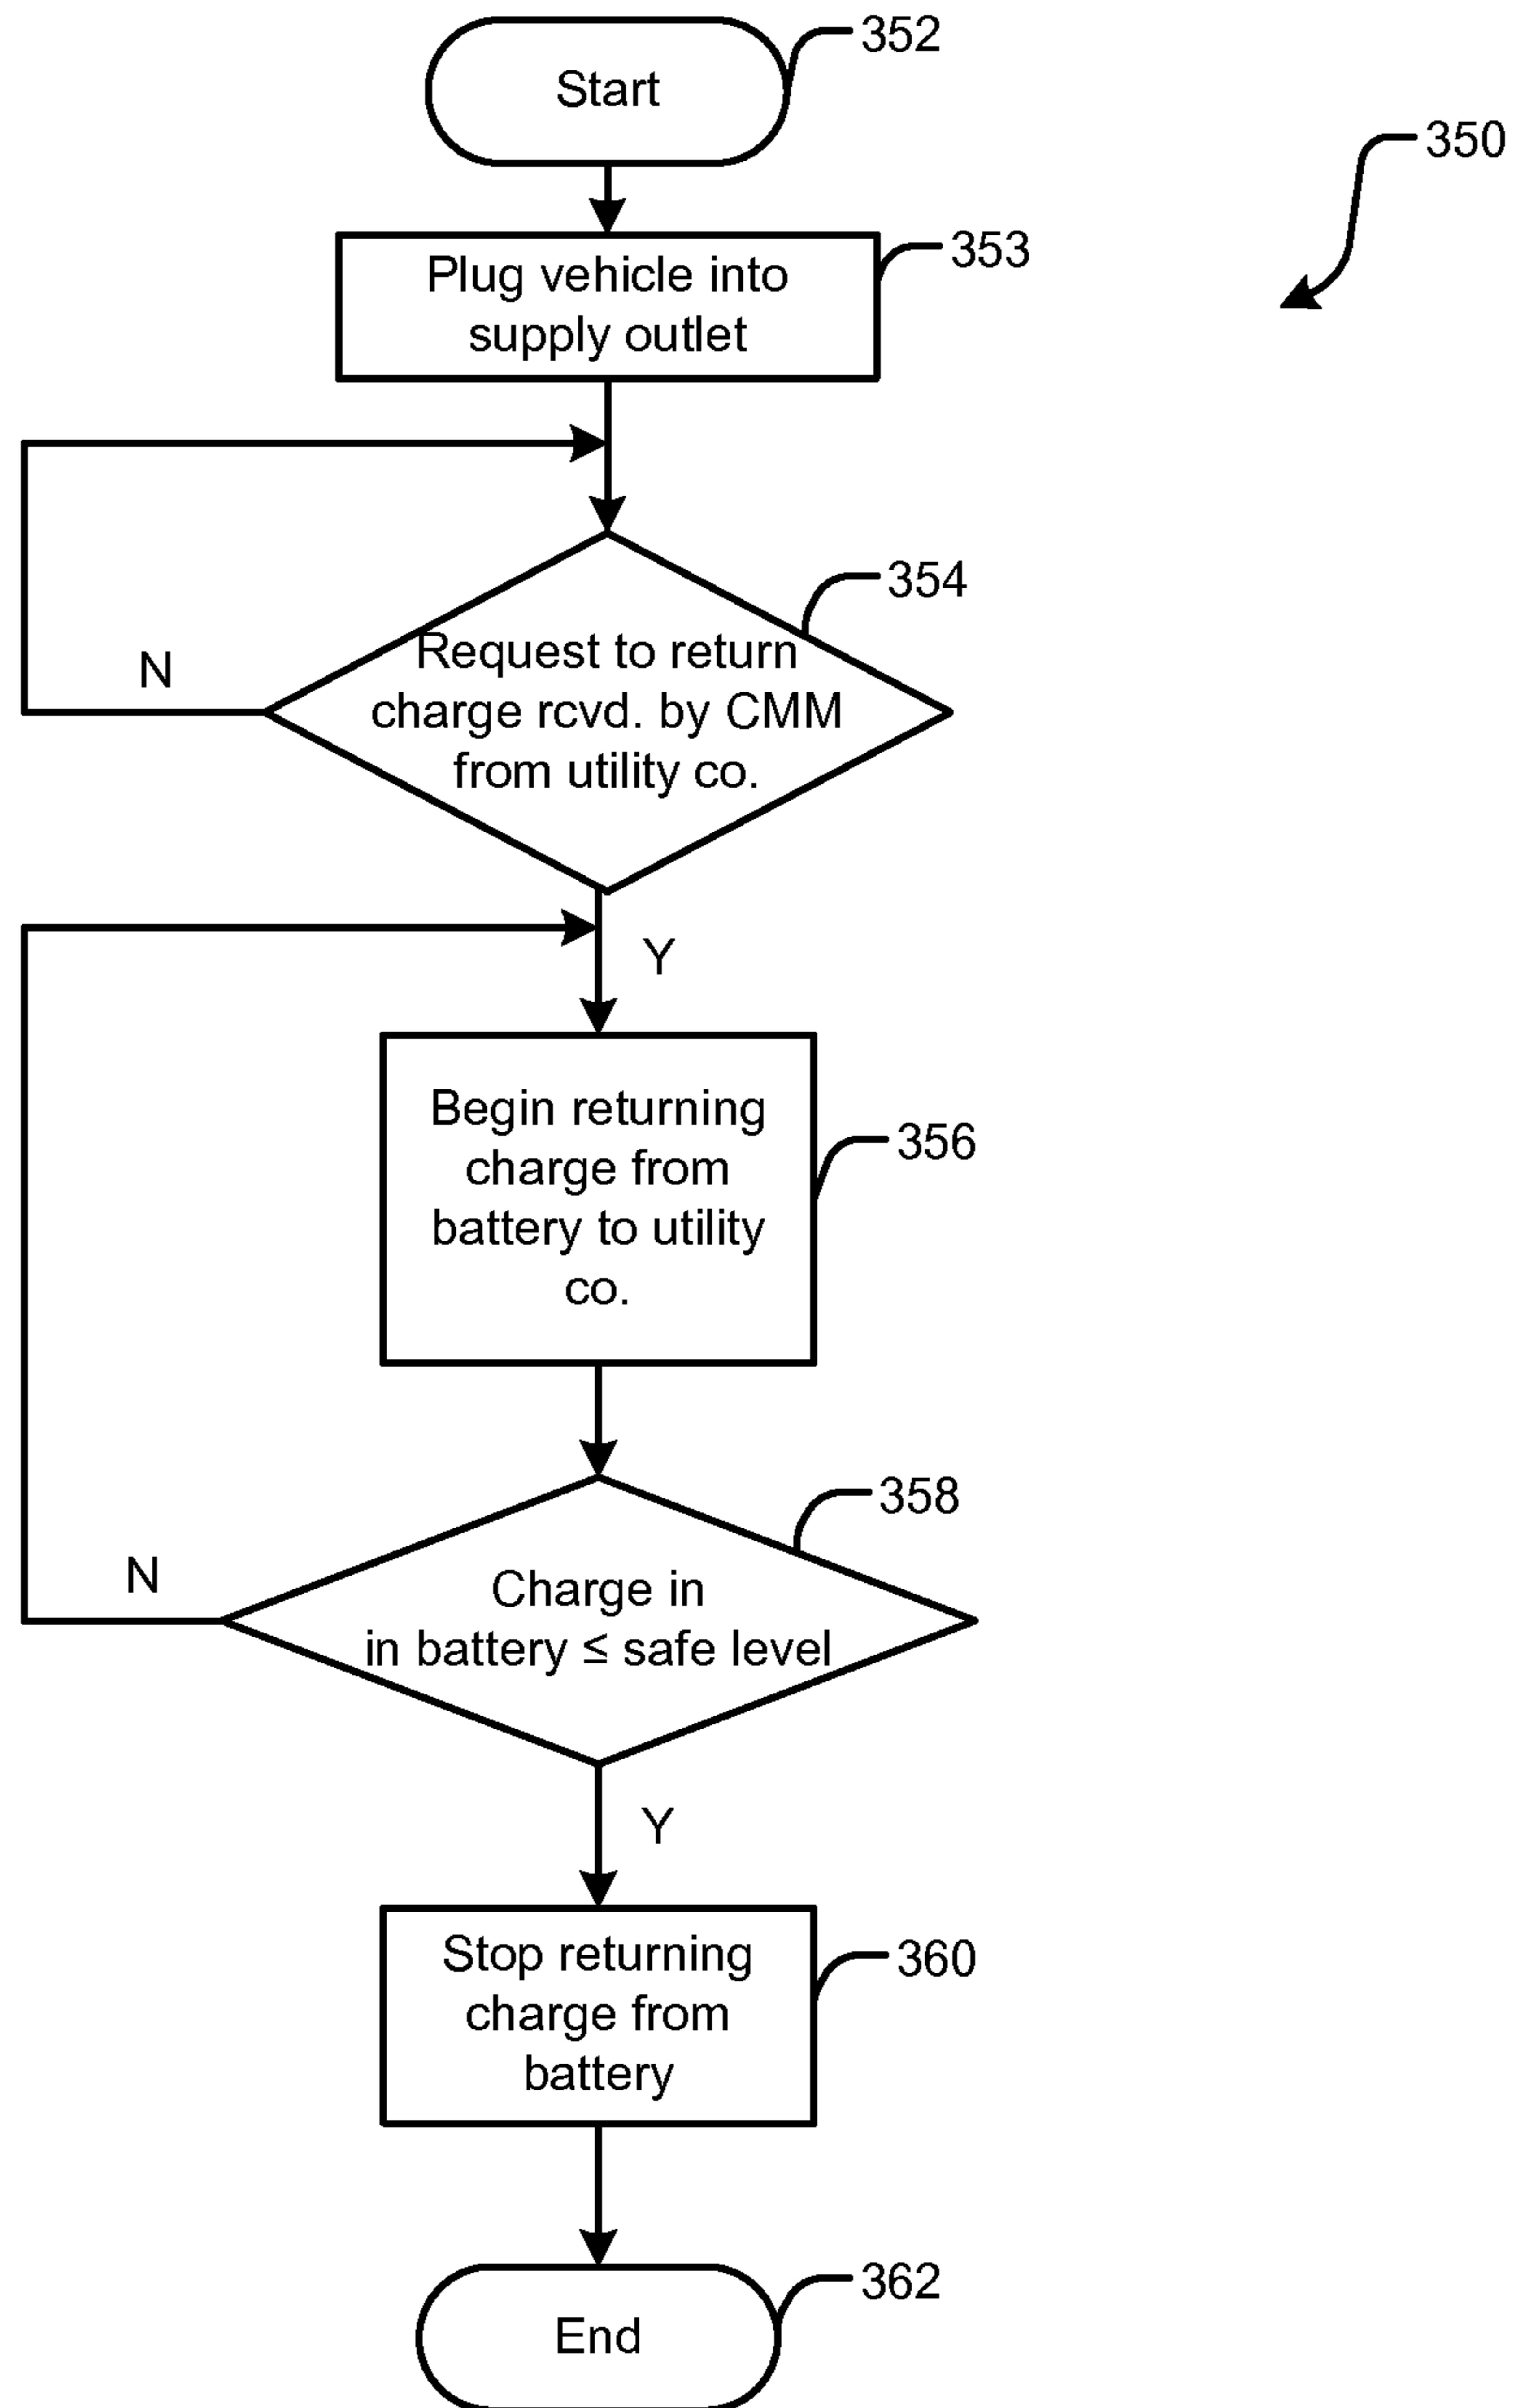 352
Start
350
353
Plug vehicle into
supply outlet
354
Request to return
charge rcvd. by CMM
from utility co.
N
Y
Begin returning
charge from
battery to utility
co.
356
358
Charge in
in battery ≤ safe level
N
Y
Stop returning
charge from
battery
360
362
End